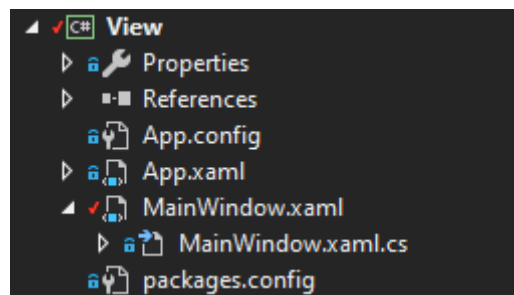 C# View
Properties
References
App.config
App.xaml
MainWindow.xaml
MainWindow.xaml.cs
packages.config